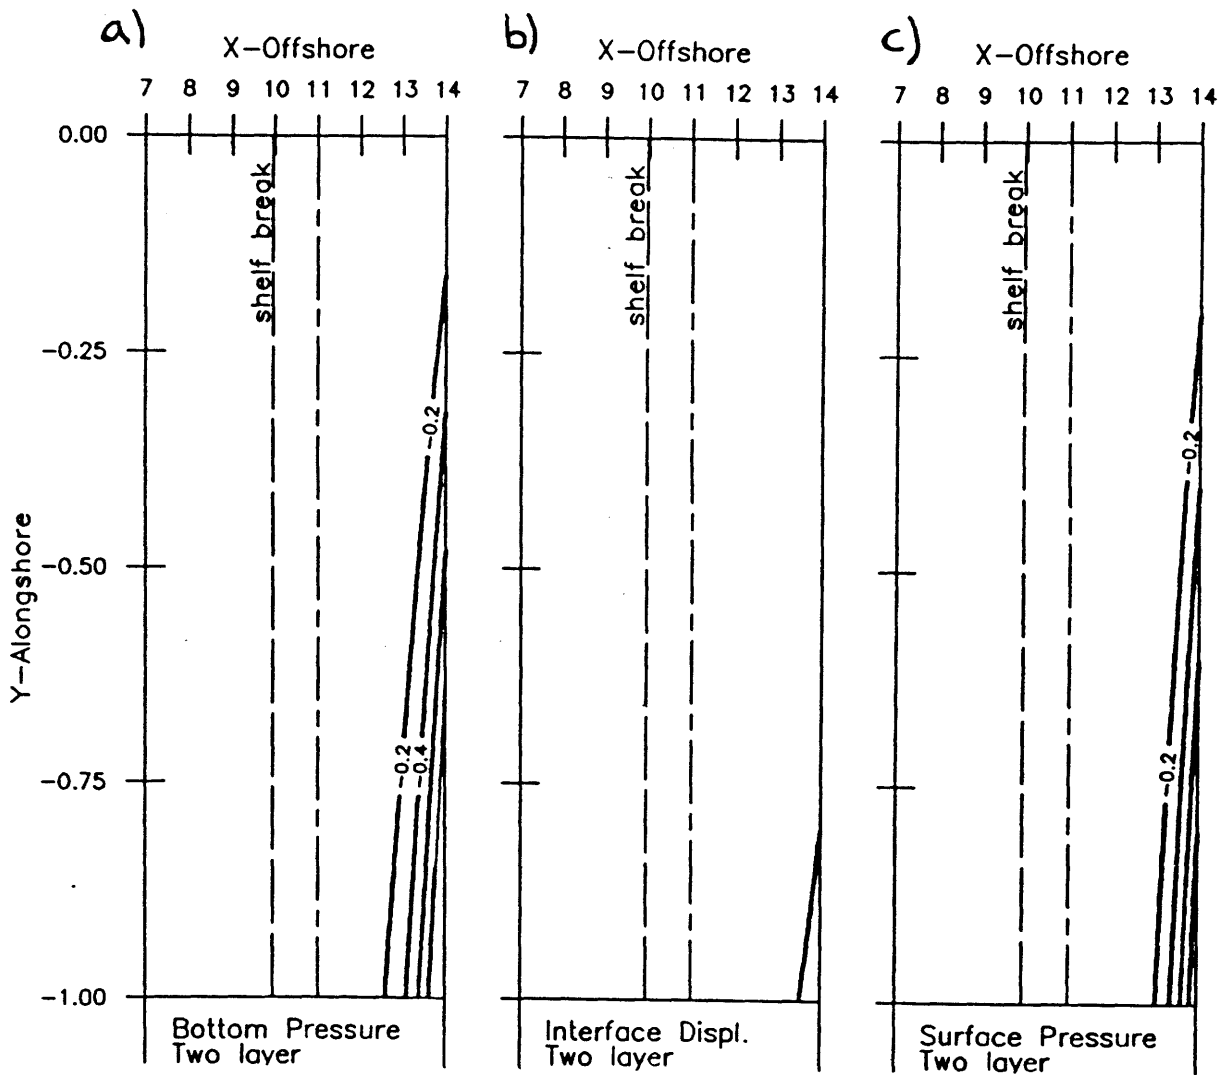 a) b) c)
X-Offshore X-Offshore X-Offshore
7 8 9 10 11 12 13 14 7 8 9 10 11 12 13 14 7 8 9 10 11 12 13 14
0.00
shelf break shelf break shelf break
-0.25
-0.2 -0.2
-0.50
Y-Alongshore
-0.2 -0.4 -0.2
-0.75
-1.00
Bottom Pressure Interface Displ. Surface Pressure
Two layer Two layer Two layer